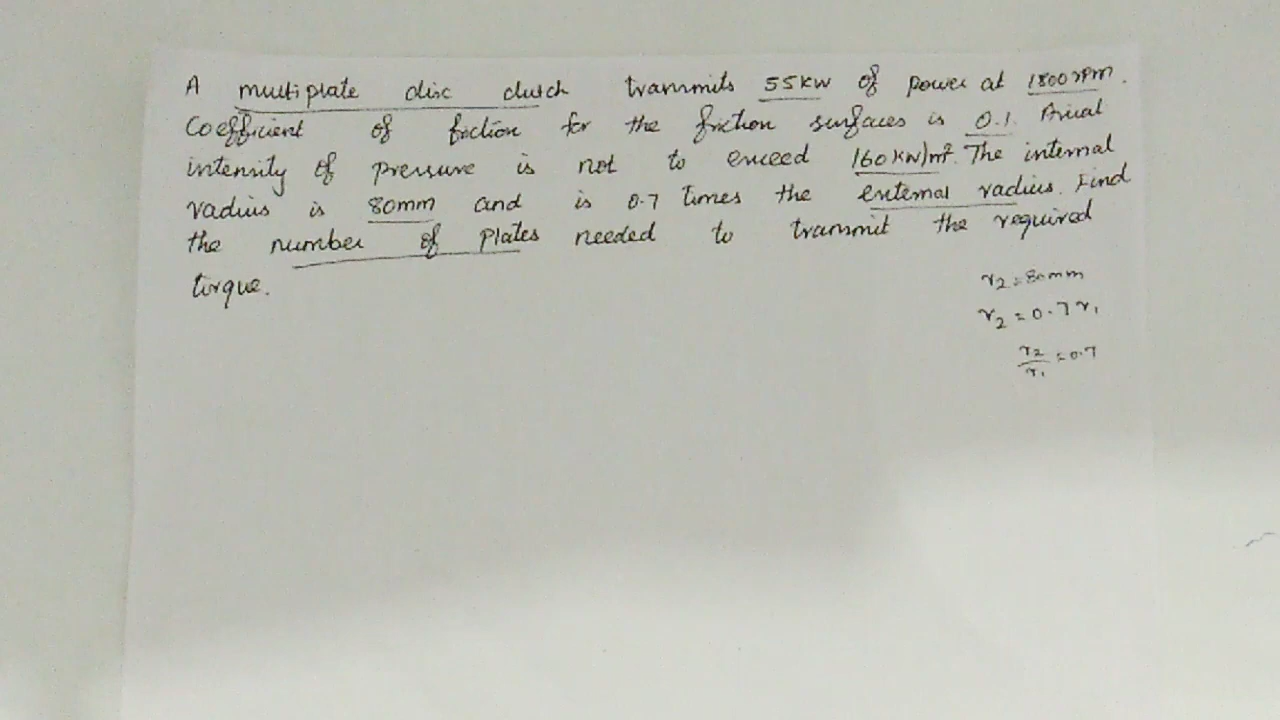 A multiplate disc clutch transmits 55kW of power at 1800rpm.
Coefficient of friction for the friction surfaces is 0.1. Axial
intensity of pressure is not to exceed 160 kN/m². The internal
radius is 80mm and is 0.7 times the external radius. Find
the number of plates needed to transmit the required
torque.
r₂ = 80mm
r₂ = 0.7 r₁
r₂/r₁ = 0.7